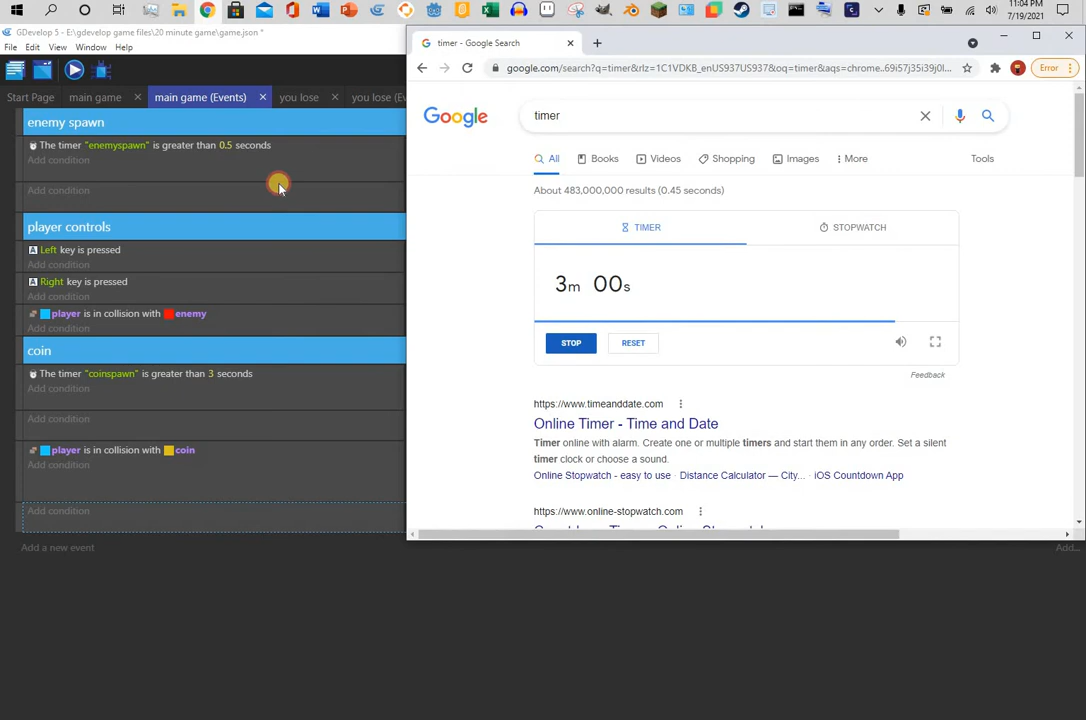 11:04 PM
7/19/2021
GDevelop 5 - E:\gdevelop game files\20 minute game\game.json *
File Edit View Window Help
Start Page main game main game (Events) you lose you lose (Ev
enemy spawn
The timer "enemyspawn" is greater than 0.5 seconds
Add condition
Add condition
player controls
Left key is pressed
Add condition
Right key is pressed
Add condition
player is in collision with enemy
Add condition
coin
The timer "coinspawn" is greater than 3 seconds
Add condition
Add condition
player is in collision with coin
Add condition
Add condition
Add a new event
Add...
timer - Google Search
google.com/search?q=timer&rlz=1C1VDKB_enUS937US937&oq=timer&aqs=chrome..69i57j35i39j0l...
Error
Google
timer
All Books Videos Shopping Images More Tools
About 483,000,000 results (0.45 seconds)
TIMER STOPWATCH
3m 00s
STOP RESET
Feedback
https://www.timeanddate.com
Online Timer - Time and Date
Timer online with alarm. Create one or multiple timers and start them in any order. Set a silent
timer clock or choose a sound.
Online Stopwatch - easy to use · Distance Calculator — City... · iOS Countdown App
https://www.online-stopwatch.com